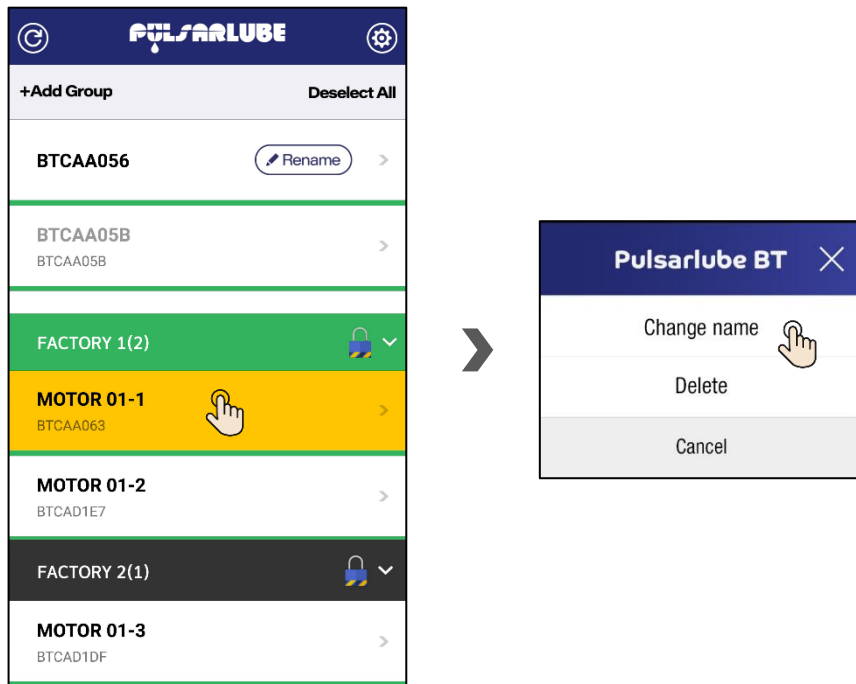 PULSARLUBE
+Add Group
Deselect All
BTCAA056
Rename
BTCAA05B
BTCAA05B
FACTORY 1(2)
MOTOR 01-1
BTCAA063
MOTOR 01-2
BTCAD1E7
FACTORY 2(1)
MOTOR 01-3
BTCAD1DF
Pulsarlube BT
Change name
Delete
Cancel